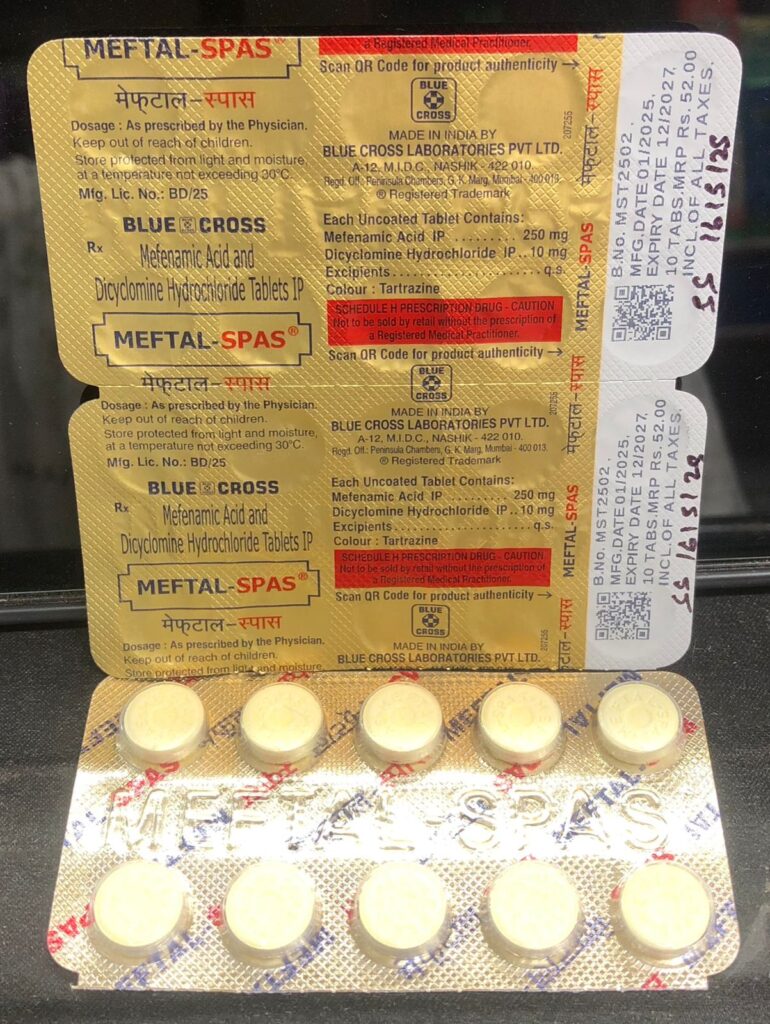 MEFTAL-SPAS®
मेफ्टाल-स्पास
Dosage : As prescribed by the Physician.
Keep out of reach of children.
Store protected from light and moisture,
at a temperature not exceeding 30°C.
Mfg. Lic. No.: BD/25
BLUE CROSS
Rx
Mefenamic Acid and
Dicyclomine Hydrochloride Tablets IP
MEFTAL-SPAS®
मेफ्टाल-स्पास
a Registered Medical Practitioner.
Scan QR Code for product authenticity →
BLUE
CROSS
MADE IN INDIA BY
BLUE CROSS LABORATORIES PVT LTD.
A-12, M.I.D.C., NASHIK - 422 010.
Regd. Off.: Peninsula Chambers, G. K. Marg, Mumbai - 400 013.
® Registered Trademark
Each Uncoated Tablet Contains:
Mefenamic Acid IP ......... 250 mg
Dicyclomine Hydrochloride IP .. 10 mg
Excipients ........................ q.s.
Colour : Tartrazine
SCHEDULE H PRESCRIPTION DRUG - CAUTION
Not to be sold by retail without the prescription of
a Registered Medical Practitioner.
Scan QR Code for product authenticity →
BLUE
CROSS
207255
मेफ्टाल-स्पास
MEFTAL-SPAS
B.No. MST2502,
MFG.DATE 01/2025,
EXPIRY DATE 12/2027,
10 TABS.MRP RS.52.00
INCL.OF ALL TAXES.
SS 16/5/25
Dosage : As prescribed by the Physician.
Keep out of reach of children.
Store protected from light and moisture,
at a temperature not exceeding 30°C.
Mfg. Lic. No.: BD/25
BLUE CROSS
Rx
Mefenamic Acid and
Dicyclomine Hydrochloride Tablets IP
MEFTAL-SPAS®
मेफ्टाल-स्पास
Dosage : As prescribed by the Physician.
Keep out of reach of children.
Store protected from light and moisture
MADE IN INDIA BY
BLUE CROSS LABORATORIES PVT LTD.
A-12, M.I.D.C., NASHIK - 422 010.
Regd. Off.: Peninsula Chambers, G. K. Marg, Mumbai - 400 013.
® Registered Trademark
Each Uncoated Tablet Contains:
Mefenamic Acid IP ......... 250 mg
Dicyclomine Hydrochloride IP .. 10 mg
Excipients ........................ q.s.
Colour : Tartrazine
SCHEDULE H PRESCRIPTION DRUG - CAUTION
Not to be sold by retail without the prescription of
a Registered Medical Practitioner.
Scan QR Code for product authenticity →
BLUE
CROSS
MADE IN INDIA BY
BLUE CROSS LABORATORIES PVT LTD.
207255
मेफ्टाल-स्पास
MEFTAL-SPAS
207255
B.No. MST2502,
MFG.DATE 01/2025,
EXPIRY DATE 12/2027,
10 TABS.MRP RS.52.00
INCL.OF ALL TAXES.
SS 16/5/25
MEFTAL-SPAS
MEFTAL-SPAS